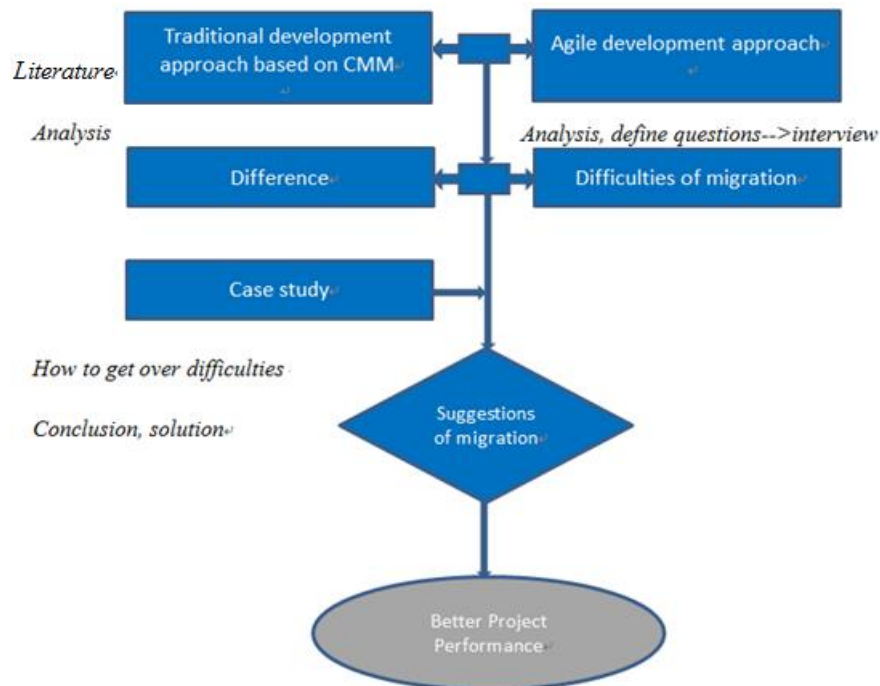 Traditional development
approach based on CMM
Agile development approach
Literature
Analysis
Analysis, define questions-->interview
Difference
Difficulties of migration
Case study
How to get over difficulties
Suggestions
of migration
Conclusion, solution
Better Project
Performance